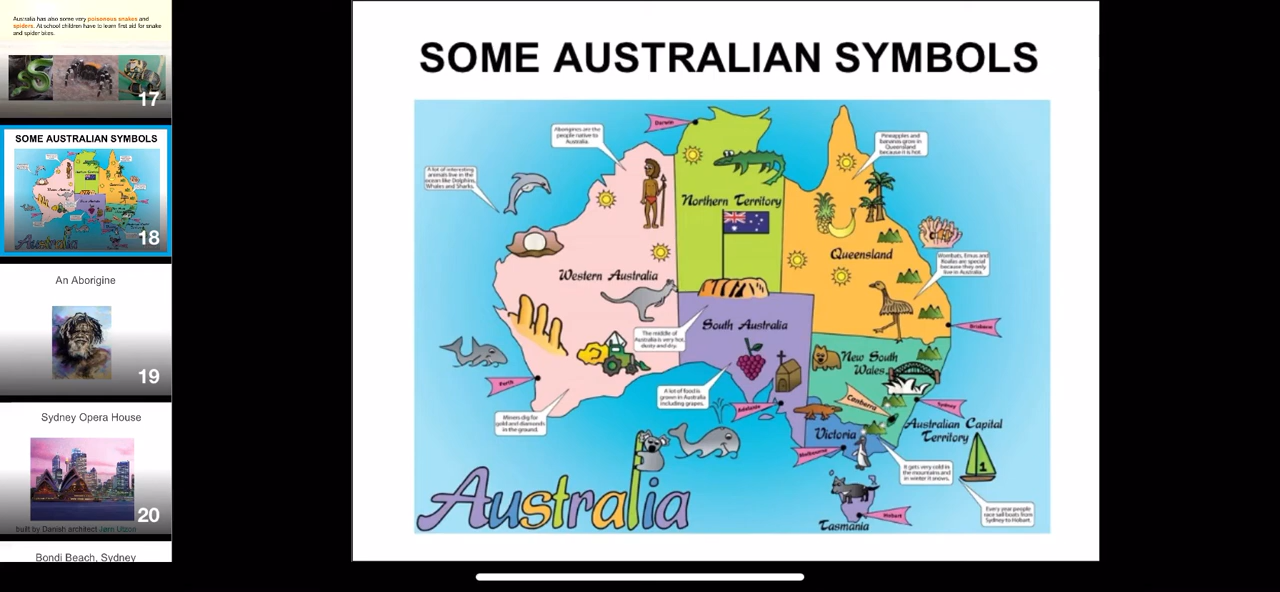 Australia has also some very poisonous snakes and
spiders. At school children have to learn first aid for snake
and spider bites.
17
SOME AUSTRALIAN SYMBOLS
18
An Aborigine
19
Sydney Opera House
20
built by Danish architect Jørn Utzon
Bondi Beach, Sydney
SOME AUSTRALIAN SYMBOLS
Darwin
Aborigines are the
people native to
Australia.
Pineapples and
Bananas grow in
Queensland
because it is hot.
A lot of
animals live in the
ocean like Dolphins,
Whales and Sharks.
Northern Territory
Queensland
Wombats, Emus and
Koalas are special
because they only
live in Australia.
Western Australia
South Australia
Brisbane
The middle of
Australia is very hot,
dusty and dry.
New South
Wales
Perth
A lot of food is
grown in Australia
including grapes.
Canberra
Sydney
Adelaide
Miners dig for
gold and diamonds
in the ground.
Australian Capital
Territory
Victoria
Melbourne
It gets very cold in
the mountains and
in winter it snows.
1
Australia
Every year people
race sail boats from
Sydney to Hobart.
Hobart
Tasmania